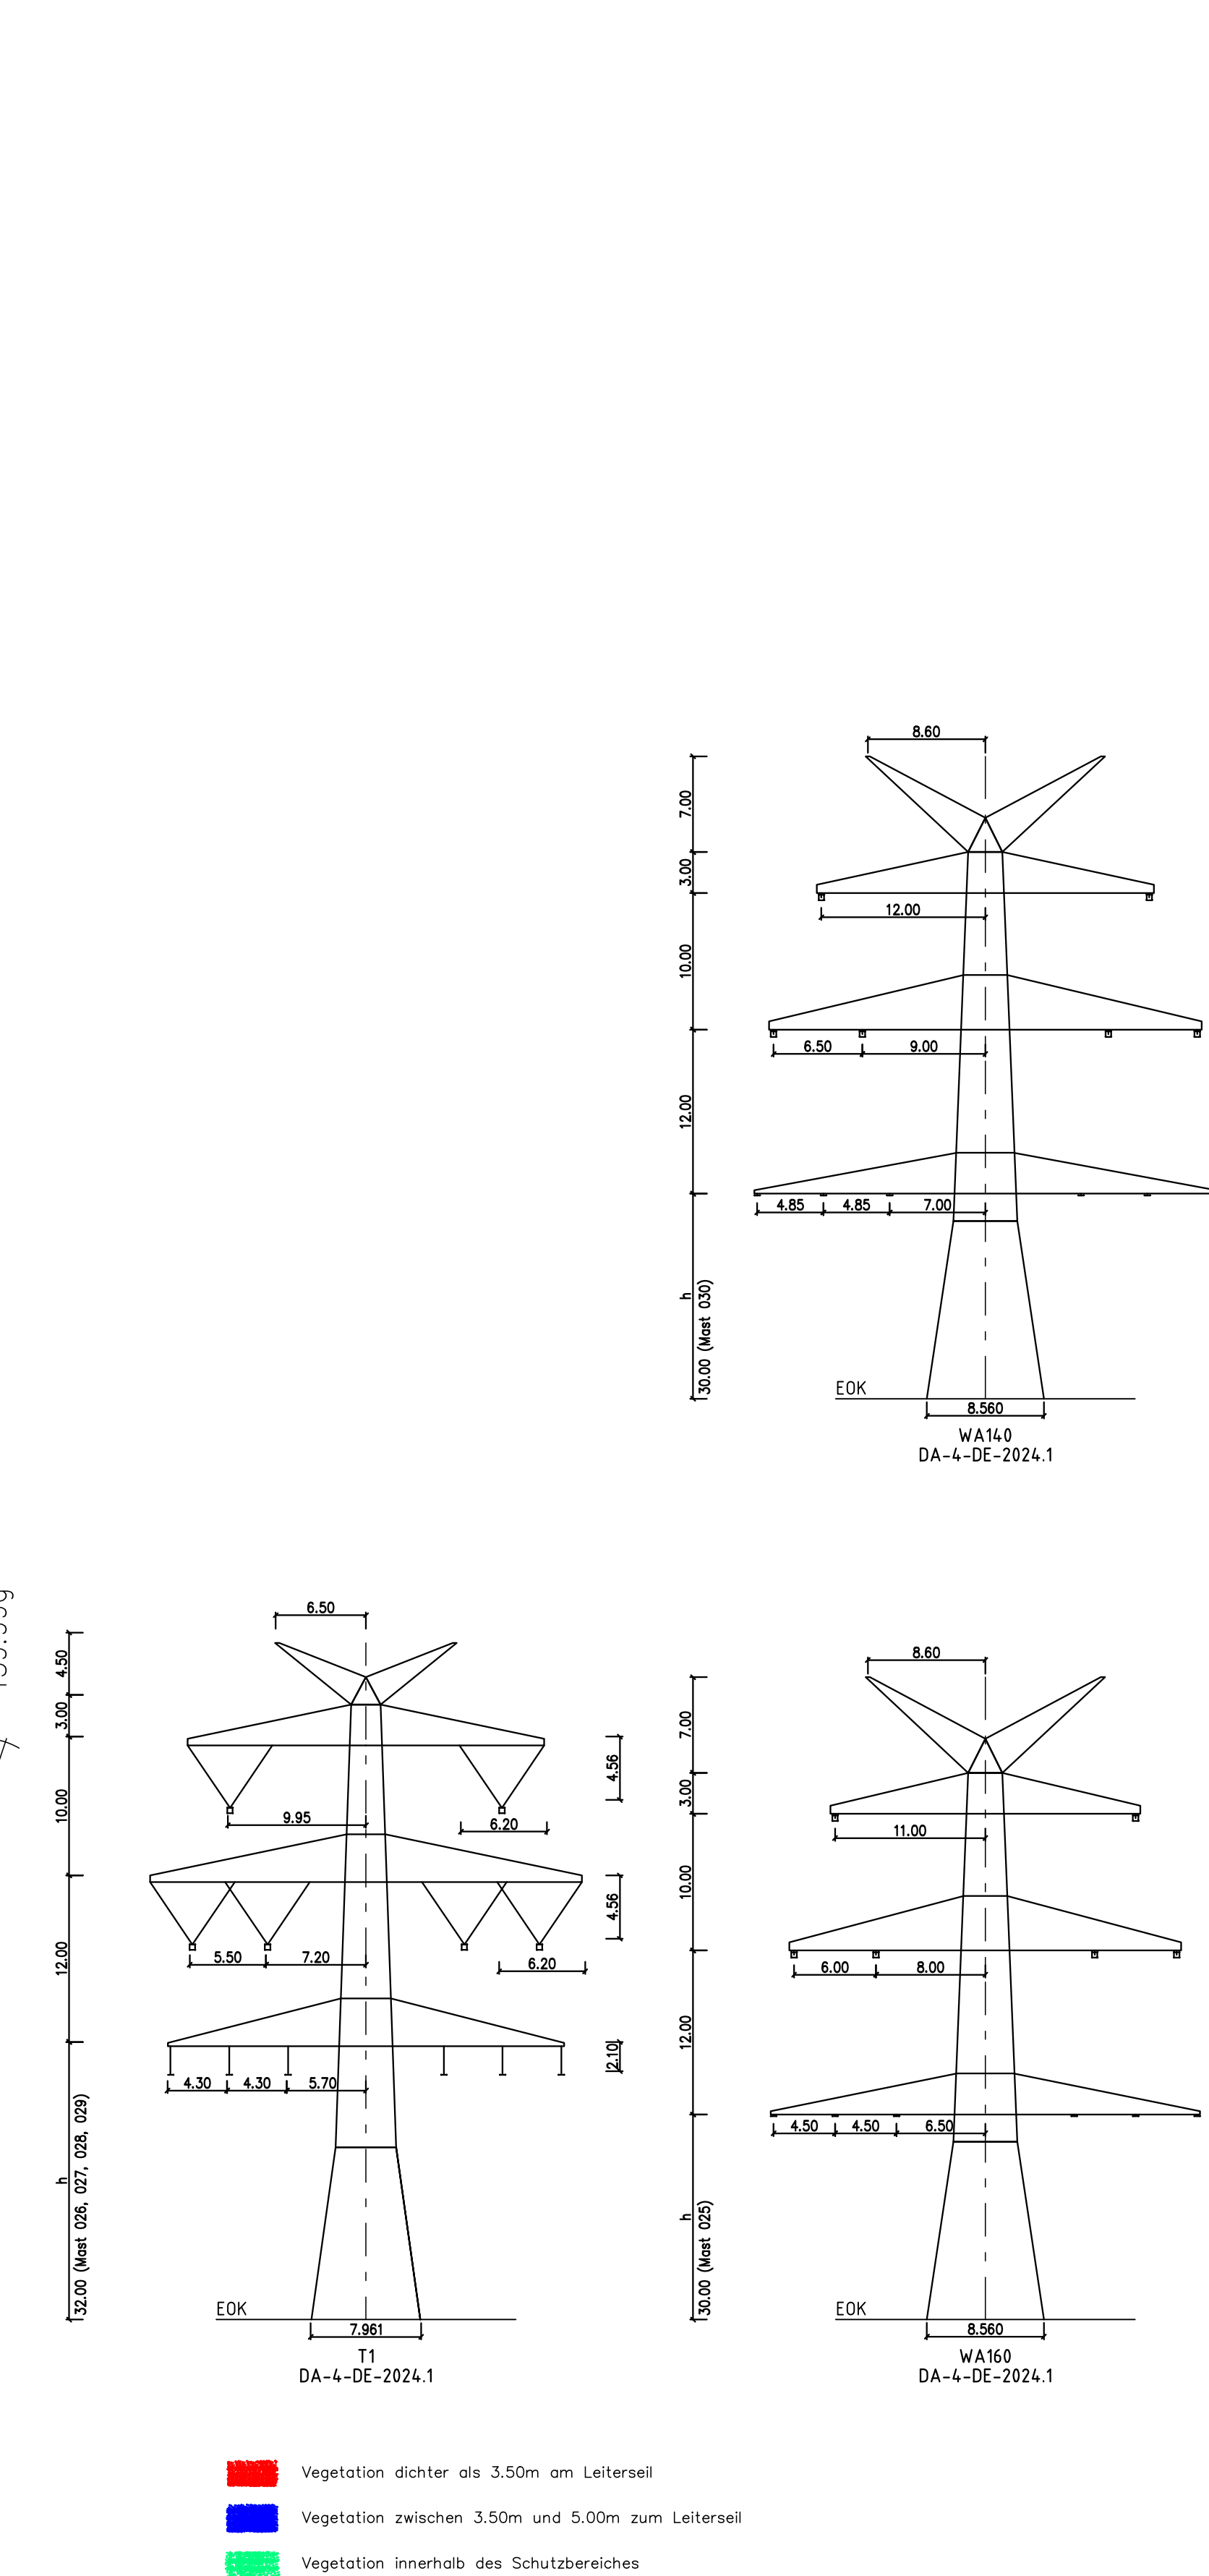 8.60
7.00
3.00
12.00
10.00
6.50 9.00
12.00
4.85 4.85 7.00
h
30.00 (Mast 030)
EOK
8.560
WA140
DA-4-DE-2024.1
6.50
4.50
3.00
4.56
10.00
9.95
6.20
4.56
12.00
5.50 7.20
6.20
2.10
4.30 4.30 5.70
h
32.00 (Mast 026, 027, 028, 029)
EOK
7.961
T1
DA-4-DE-2024.1
8.60
7.00
3.00
11.00
10.00
6.00 8.00
12.00
4.50 4.50 6.50
h
30.00 (Mast 025)
EOK
8.560
WA160
DA-4-DE-2024.1
Vegetation dichter als 3.50m am Leiterseil
Vegetation zwischen 3.50m und 5.00m zum Leiterseil
Vegetation innerhalb des Schutzbereiches